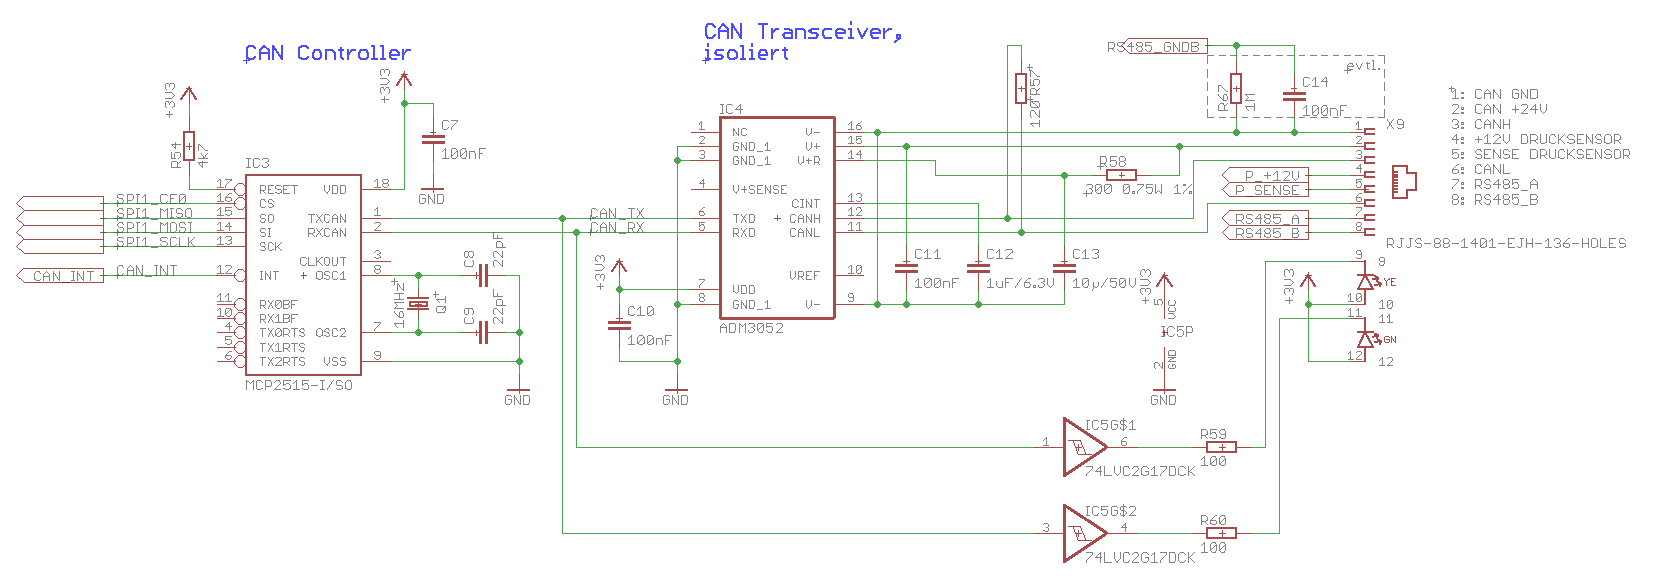 CAN Controller
CAN Transceiver,
isoliert
+3V3
R54
4k7
+3V3
C7
100nF
GND
IC3
17 RESET VDD 18
16 CS
15 SO TXCAN 1
14 SI RXCAN 2
13 SCK
CLKOUT 3
12 INT OSC1 8
11 RX0BF
10 RX1BF
4 TX0RTS OSC2 7
5 TX1RTS
6 TX2RTS VSS 9
MCP2515-I/SO
SPI1_CE0
SPI1_MISO
SPI1_MOSI
SPI1_SCLK
CAN_INT CAN_INT
16MHz
Q1
C8
22pF
C9
22pF
GND
CAN_TX
CAN_RX
+3V3
C10
100nF
GND
IC4
1 NC V- 16
2 GND_1 V+ 15
3 GND_1 V+R 14
4 V+SENSE
CINT 13
6 TXD CANH 12
5 RXD CANL 11
VREF 10
7 VDD
8 GND_1 V- 9
ADM3052
C11
100nF
C12
1uF/6.3V
C13
10µ/50V
R57
120
R58
300 0.75W 1%
RS485_GNDB
evtl.
R67
1M
C14
100nF
X9
1
2
3
4
5
6
7
8
P_+12V
P_SENSE
RS485_A
RS485_B
1: CAN GND
2: CAN +24V
3: CANH
4: +12V DRUCKSENSOR
5: SENSE DRUCKSENSOR
6: CANL
7: RS485_A
8: RS485_B
RJJS-88-1401-EJH-136-HOLES
+3V3
5 VCC
IC5P
2 GND
GND
+3V3
9 9
YE
10 10
11 11
GN
12 12
IC5G$1
1 6
74LVC2G17DCK
R59
100
IC5G$2
3 4
74LVC2G17DCK
R60
100